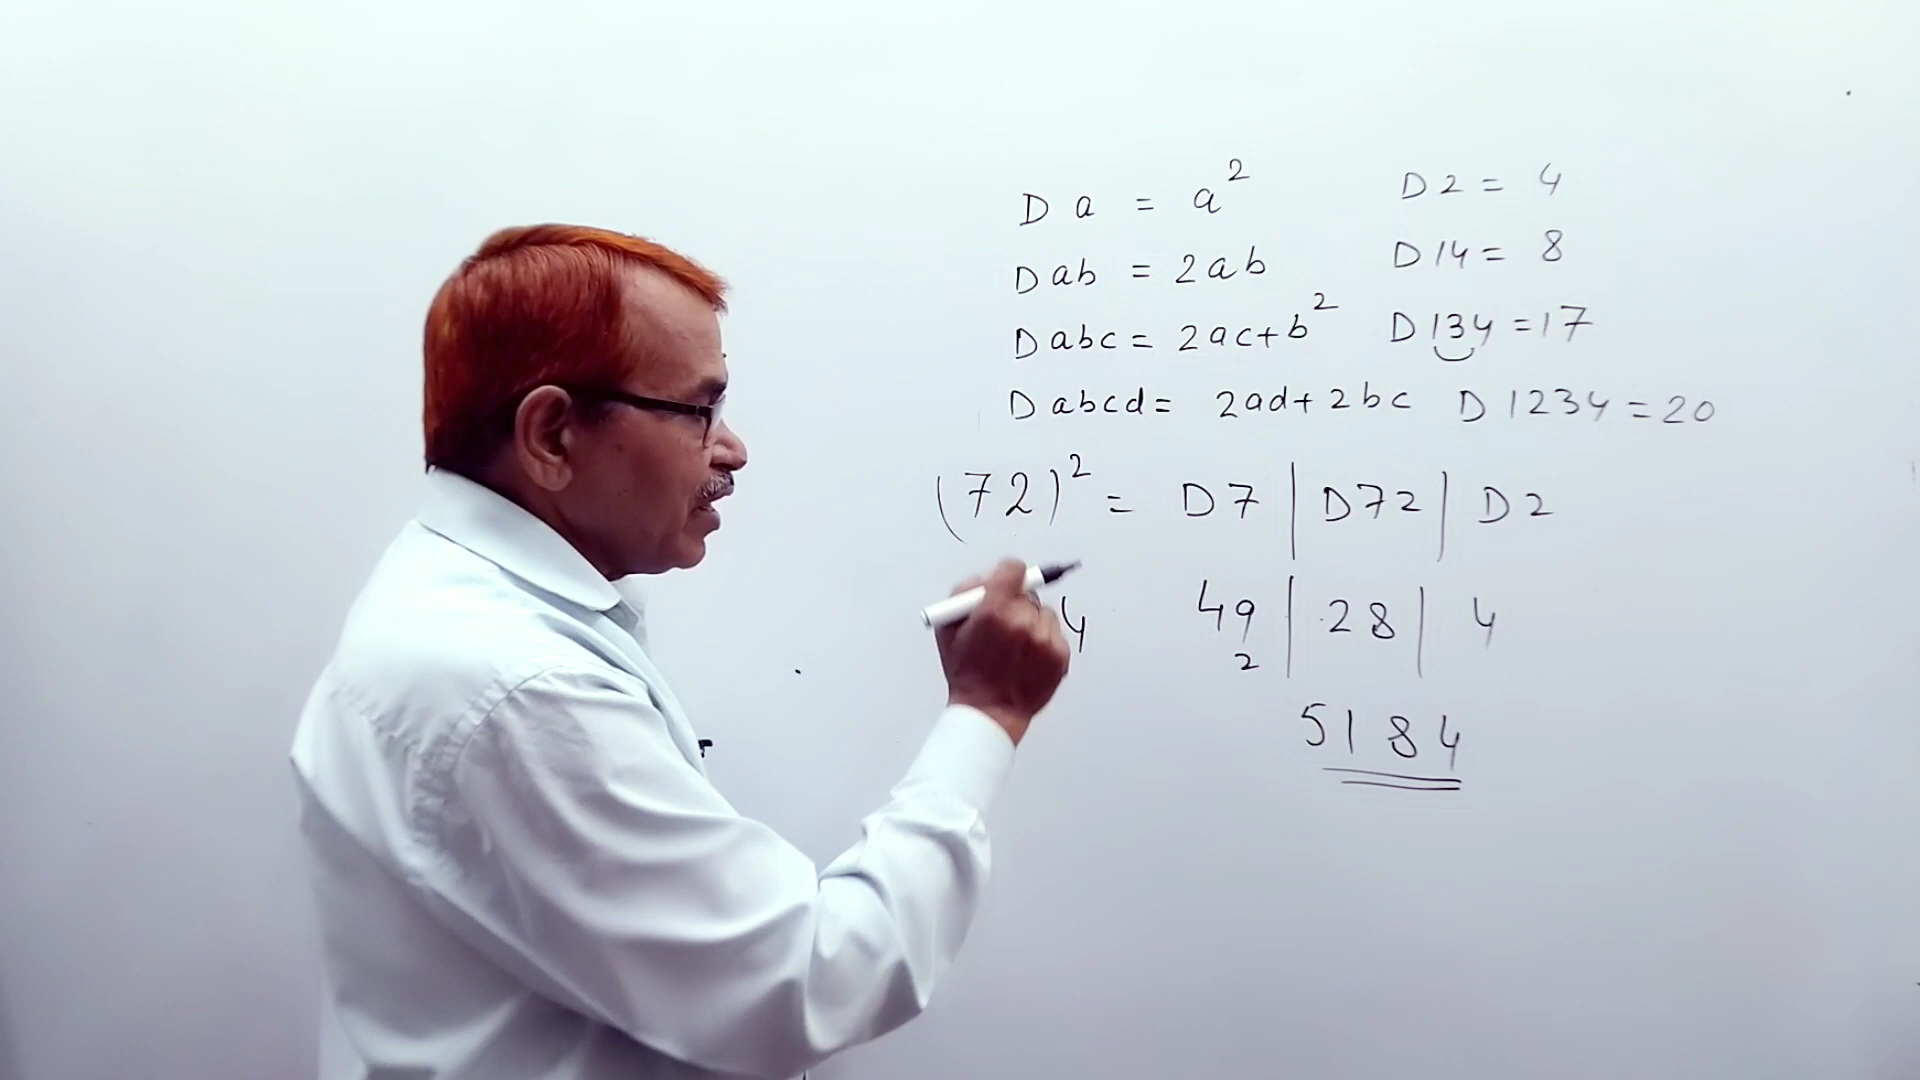 D a = a²
D 2 = 4
D ab = 2ab
D 14 = 8
D abc = 2ac+b²
D 134 = 17
D abcd = 2ad+2bc
D 1234 = 20
(72)² = D7 | D72 | D2
4 49 | 28 | 4
2
5184